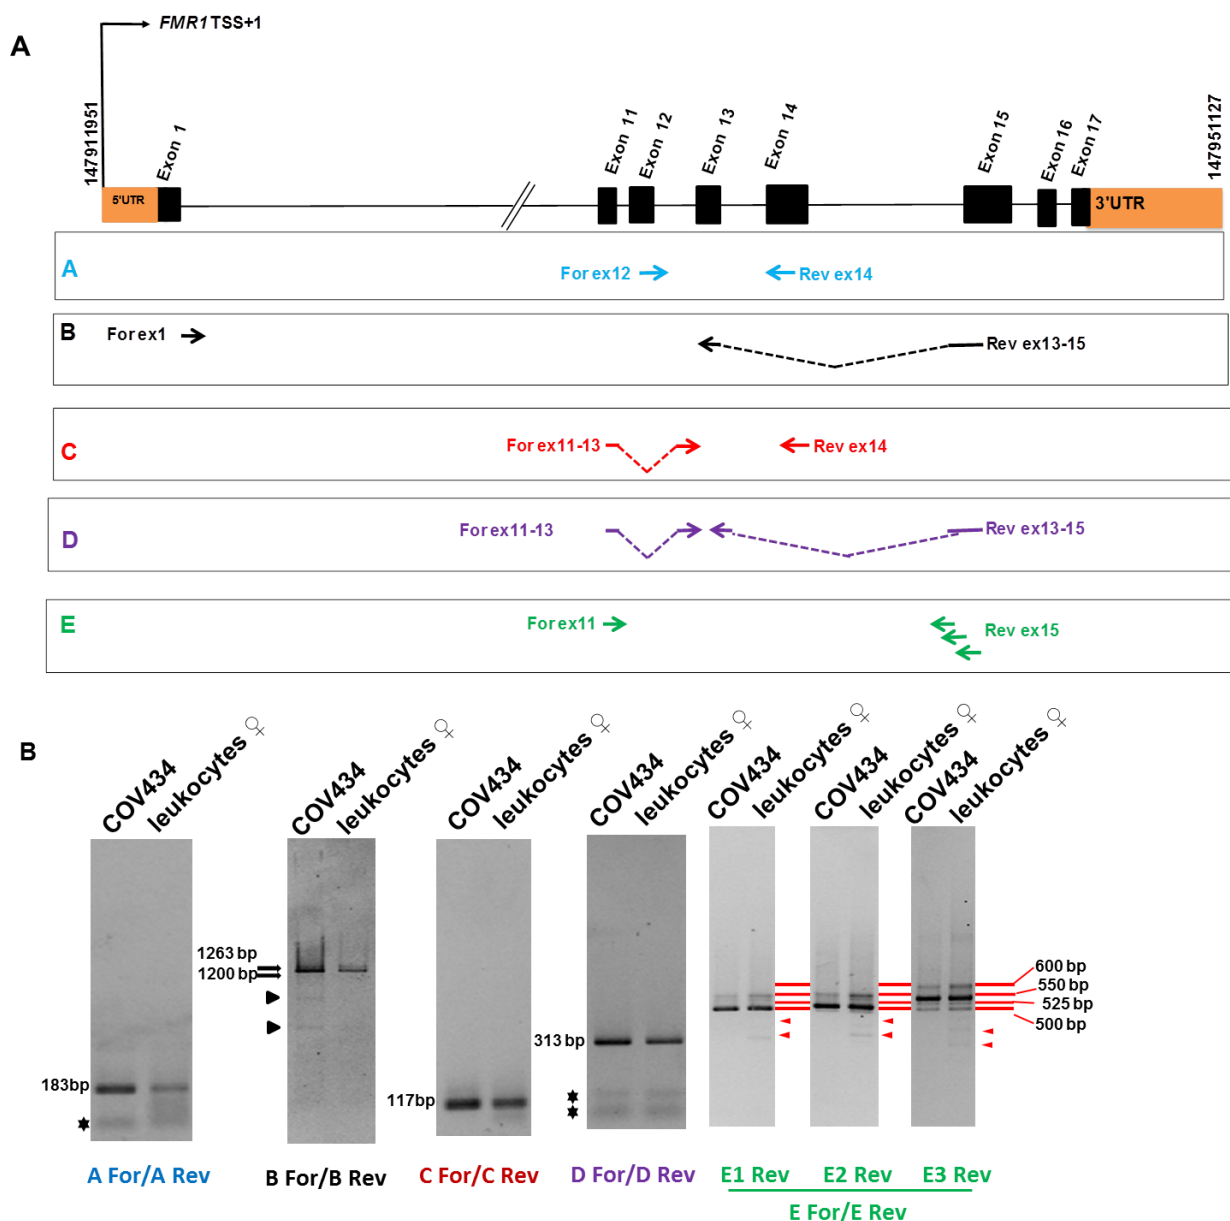 A
FMR1 TSS+1
147911951
Exon 1
Exon 11
Exon 12
Exon 13
Exon 14
Exon 15
Exon 16
Exon 17
147951127
5'UTR
3'UTR
A
For ex12
Rev ex14
B
For ex1
Rev ex13-15
C
For ex11-13
Rev ex14
D
For ex11-13
Rev ex13-15
E
For ex11
Rev ex15
B
COV434
leukocytes ♀
COV434
leukocytes ♀
COV434
leukocytes ♀
COV434
leukocytes ♀
COV434
leukocytes ♀
COV434
leukocytes ♀
COV434
leukocytes ♀
183bp
1263 bp
1200 bp
117bp
313 bp
600 bp
550 bp
525 bp
500 bp
A For/A Rev
B For/B Rev
C For/C Rev
D For/D Rev
E1 Rev
E2 Rev
E3 Rev
E For/E Rev